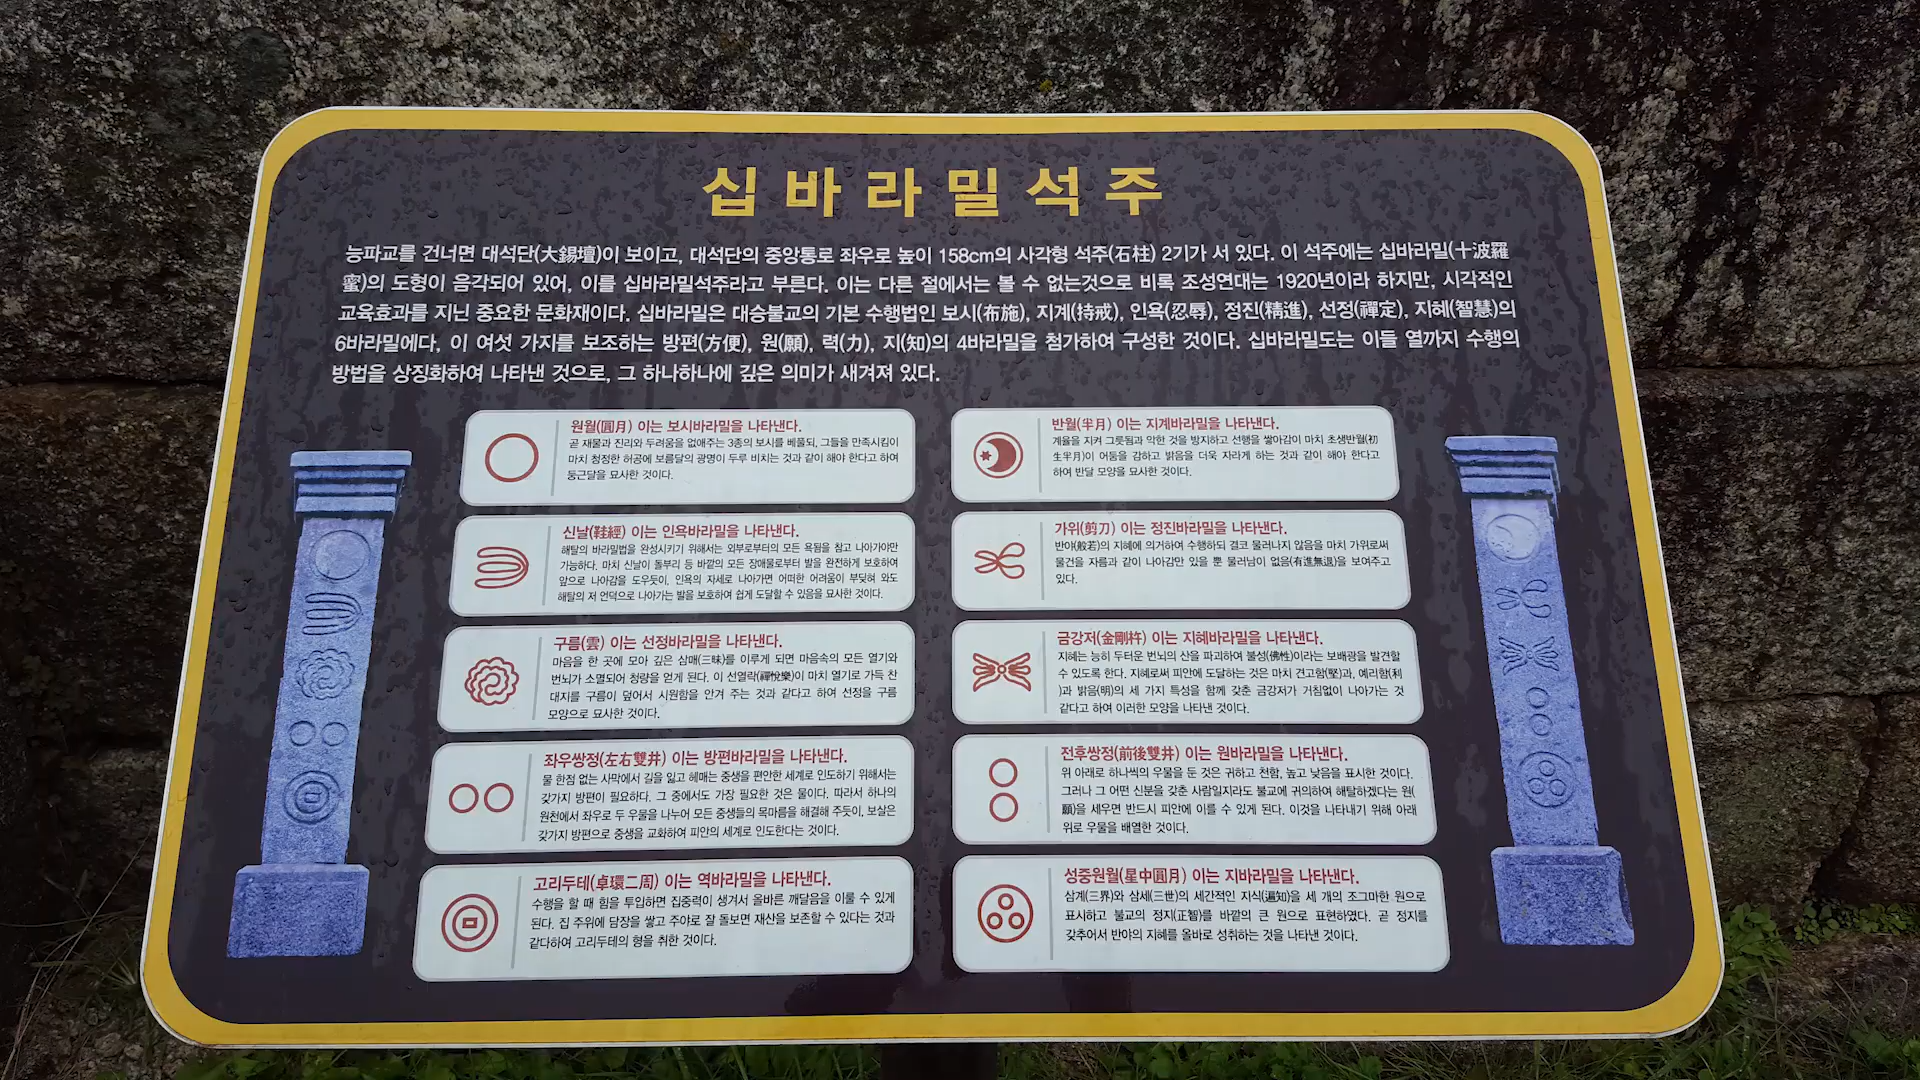 십바라밀석주
능파교를 건너면 대석단(大錫壇)이 보이고, 대석단의 중앙통로 좌우로 높이 158cm의 사각형 석주(石柱) 2기가 서 있다. 이 석주에는 십바라밀(十波羅
蜜)의 도형이 음각되어 있어, 이를 십바라밀석주라고 부른다. 이는 다른 절에서는 볼 수 없는것으로 비록 조성연대는 1920년이라 하지만, 시각적인
교육효과를 지닌 중요한 문화재이다. 십바라밀은 대승불교의 기본 수행법인 보시(布施), 지계(持戒), 인욕(忍辱), 정진(精進), 선정(禪定), 지혜(智慧)의
6바라밀에다, 이 여섯 가지를 보조하는 방편(方便), 원(願), 력(力), 지(知)의 4바라밀을 첨가하여 구성한 것이다. 십바라밀도는 이들 열까지 수행의
방법을 상징화하여 나타낸 것으로, 그 하나하나에 깊은 의미가 새겨져 있다.
원월(圓月) 이는 보시바라밀을 나타낸다.
곧 재물과 진리와 두려움을 없애주는 3종의 보시를 베풀되, 그들을 만족시킴이
마치 청정한 허공에 보름달의 광명이 두루 비치는 것과 같이 해야 한다고 하여
둥근달을 묘사한 것이다.
반월(半月) 이는 지계바라밀을 나타낸다.
계율을 지켜 그릇됨과 악한 것을 방지하고 선행을 쌓아감이 마치 초생반월(初
生半月)이 어둠을 감하고 밝음을 더욱 자라게 하는 것과 같이 해야 한다고
하여 반달 모양을 묘사한 것이다.
신날(鞋經) 이는 인욕바라밀을 나타낸다.
해탈의 바라밀법을 완성시키기 위해서는 외부로부터의 모든 욕됨을 참고 나아가야만
가능하다. 마치 신날이 돌부리 등 바깥의 모든 장애물로부터 발을 완전하게 보호하여
앞으로 나아감을 도우듯이, 인욕의 자세로 나아가면 어떠한 어려움이 부딪혀 와도
해탈의 저 언덕으로 나아가는 발을 보호하여 쉽게 도달할 수 있음을 묘사한 것이다.
가위(剪刀) 이는 정진바라밀을 나타낸다.
반야(般若)의 지혜에 의거하여 수행하되 결코 물러나지 않음을 마치 가위로써
물건을 자름과 같이 나아감만 있을 뿐 물러남이 없음(有進無退)을 보여주고
있다.
구름(雲) 이는 선정바라밀을 나타낸다.
마음을 한 곳에 모아 깊은 삼매(三昧)를 이루게 되면 마음속의 모든 열기와
번뇌가 소멸되어 청량을 얻게 된다. 이 선열락(禪悅樂)이 마치 열기로 가득 찬
대지를 구름이 덮어서 시원함을 안겨 주는 것과 같다고 하여 선정을 구름
모양으로 묘사한 것이다.
금강저(金剛杵) 이는 지혜바라밀을 나타낸다.
지혜는 능히 두터운 번뇌의 산을 파괴하여 불성(佛性)이라는 보배광을 발견할
수 있도록 한다. 지혜로써 피안에 도달하는 것은 마치 견고함(堅)과, 예리함(利
)과 밝음(明)의 세 가지 특성을 함께 갖춘 금강저가 거침없이 나아가는 것
같다고 하여 이러한 모양을 나타낸 것이다.
좌우쌍정(左右雙井) 이는 방편바라밀을 나타낸다.
물 한점 없는 사막에서 길을 잃고 헤매는 중생을 편안한 세계로 인도하기 위해서는
갖가지 방편이 필요하다. 그 중에서도 가장 필요한 것은 물이다. 따라서 하나의
원천에서 좌우로 두 우물을 나누어 모든 중생들의 목마름을 해결해 주듯이, 보살은
갖가지 방편으로 중생을 교화하여 피안의 세계로 인도한다는 것이다.
전후쌍정(前後雙井) 이는 원바라밀을 나타낸다.
위 아래로 하나씩의 우물을 둔 것은 귀하고 천함, 높고 낮음을 표시한 것이다.
그러나 그 어떤 신분을 갖춘 사람일지라도 불교에 귀의하여 해탈하겠다는 원(
願)을 세우면 반드시 피안에 이를 수 있게 된다. 이것을 나타내기 위해 아래
위로 우물을 배열한 것이다.
고리두테(卓環二周) 이는 역바라밀을 나타낸다.
수행을 할 때 힘을 투입하면 집중력이 생겨서 올바른 깨달음을 이룰 수 있게
된다. 집 주위에 담장을 쌓고 주야로 잘 돌보면 재산을 보존할 수 있다는 것과
같다하여 고리두테의 형을 취한 것이다.
성중원월(星中圓月) 이는 지바라밀을 나타낸다.
삼계(三界)와 삼세(三世)의 세간적인 지식(遍知)을 세 개의 조그마한 원으로
표시하고 불교의 정지(正智)를 바깥의 큰 원으로 표현하였다. 곧 정지를
갖추어서 반야의 지혜를 올바로 성취하는 것을 나타낸 것이다.